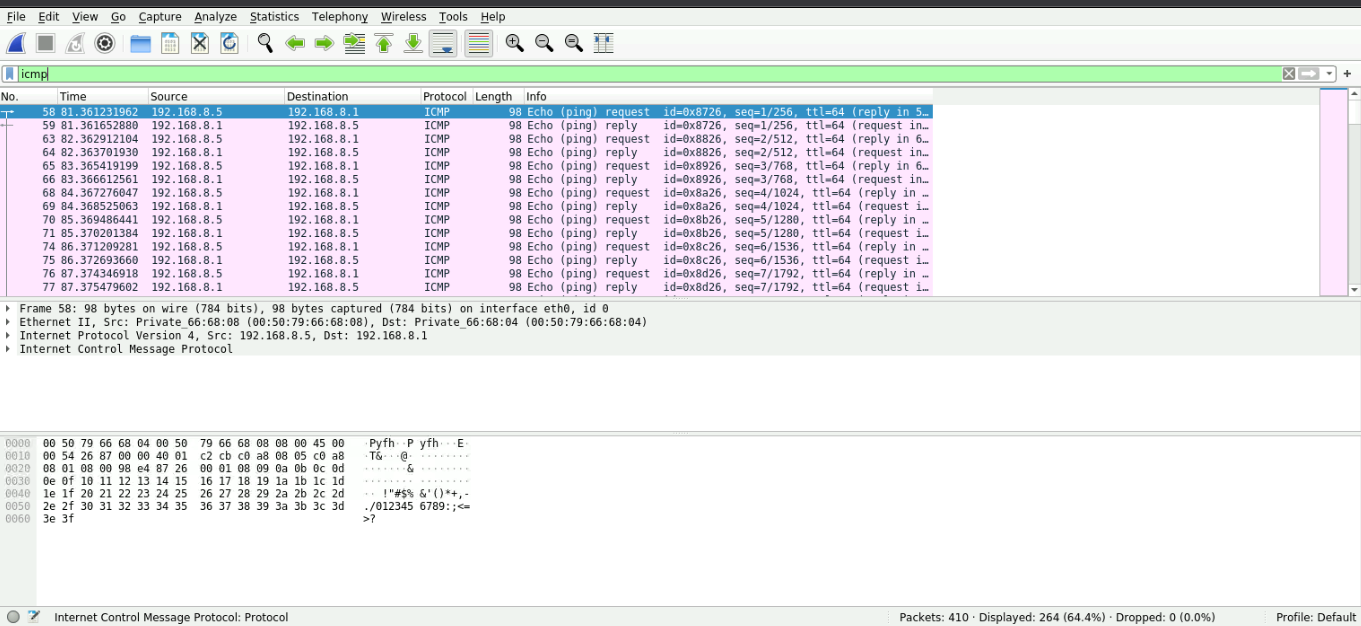 File Edit View Go Capture Analyze Statistics Telephony Wireless Tools Help
icmp
No. Time Source Destination Protocol Length Info
58 81.361231962 192.168.8.5 192.168.8.1 ICMP 98 Echo (ping) request id=0x8726, seq=1/256, ttl=64 (reply in 5…
59 81.361652880 192.168.8.1 192.168.8.5 ICMP 98 Echo (ping) reply id=0x8726, seq=1/256, ttl=64 (request in…
63 82.362912104 192.168.8.5 192.168.8.1 ICMP 98 Echo (ping) request id=0x8826, seq=2/512, ttl=64 (reply in 6…
64 82.363701930 192.168.8.1 192.168.8.5 ICMP 98 Echo (ping) reply id=0x8826, seq=2/512, ttl=64 (request in…
65 83.365419199 192.168.8.5 192.168.8.1 ICMP 98 Echo (ping) request id=0x8926, seq=3/768, ttl=64 (reply in 6…
66 83.366612561 192.168.8.1 192.168.8.5 ICMP 98 Echo (ping) reply id=0x8926, seq=3/768, ttl=64 (request in…
68 84.367276047 192.168.8.5 192.168.8.1 ICMP 98 Echo (ping) request id=0x8a26, seq=4/1024, ttl=64 (reply in …
69 84.368525063 192.168.8.1 192.168.8.5 ICMP 98 Echo (ping) reply id=0x8a26, seq=4/1024, ttl=64 (request i…
70 85.369486441 192.168.8.5 192.168.8.1 ICMP 98 Echo (ping) request id=0x8b26, seq=5/1280, ttl=64 (reply in …
71 85.370201384 192.168.8.1 192.168.8.5 ICMP 98 Echo (ping) reply id=0x8b26, seq=5/1280, ttl=64 (request i…
74 86.371209281 192.168.8.5 192.168.8.1 ICMP 98 Echo (ping) request id=0x8c26, seq=6/1536, ttl=64 (reply in …
75 86.372693660 192.168.8.1 192.168.8.5 ICMP 98 Echo (ping) reply id=0x8c26, seq=6/1536, ttl=64 (request i…
76 87.374346918 192.168.8.5 192.168.8.1 ICMP 98 Echo (ping) request id=0x8d26, seq=7/1792, ttl=64 (reply in …
77 87.375479602 192.168.8.1 192.168.8.5 ICMP 98 Echo (ping) reply id=0x8d26, seq=7/1792, ttl=64 (request i…
Frame 58: 98 bytes on wire (784 bits), 98 bytes captured (784 bits) on interface eth0, id 0
Ethernet II, Src: Private_66:68:08 (00:50:79:66:68:08), Dst: Private_66:68:04 (00:50:79:66:68:04)
Internet Protocol Version 4, Src: 192.168.8.5, Dst: 192.168.8.1
Internet Control Message Protocol
0000 00 50 79 66 68 04 00 50 79 66 68 08 08 00 45 00 ·Pyfh··P yfh···E·
0010 00 54 26 87 00 00 40 01 c2 cb c0 a8 08 05 c0 a8 ·T&···@· ········
0020 08 01 08 00 98 e4 87 26 00 01 08 09 0a 0b 0c 0d ·······& ········
0030 0e 0f 10 11 12 13 14 15 16 17 18 19 1a 1b 1c 1d ········ ········
0040 1e 1f 20 21 22 23 24 25 26 27 28 29 2a 2b 2c 2d ·· !"#$% &'()*+,-
0050 2e 2f 30 31 32 33 34 35 36 37 38 39 3a 3b 3c 3d ./012345 6789:;<=
0060 3e 3f >?
Internet Control Message Protocol: Protocol Packets: 410 · Displayed: 264 (64.4%) · Dropped: 0 (0.0%) Profile: Default